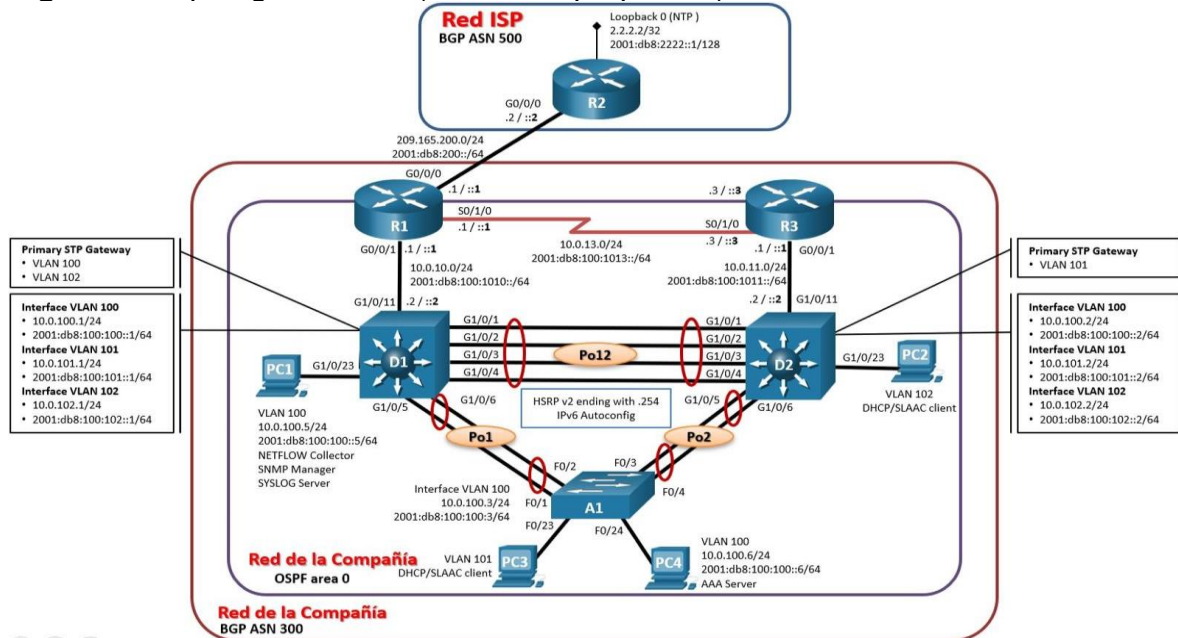 Red ISP
BGP ASN 500
Loopback 0 (NTP )
2.2.2.2/32
2001:db8:2222::1/128
R2
G0/0/0
.2 / ::2
209.165.200.0/24
2001:db8:200::/64
G0/0/0
.1 / ::1
R1
S0/1/0
.1 / ::1
10.0.13.0/24
2001:db8:100:1013::/64
.3 / ::3
S0/1/0
.3 / ::3
R3
G0/0/1
.1 / ::1
10.0.10.0/24
2001:db8:100:1010::/64
G1/0/11
.2 / ::2
.1 / ::1
G0/0/1
10.0.11.0/24
2001:db8:100:1011::/64
.2 / ::2
G1/0/11
Primary STP Gateway
• VLAN 100
• VLAN 102
Interface VLAN 100
• 10.0.100.1/24
• 2001:db8:100:100::1/64
Interface VLAN 101
• 10.0.101.1/24
• 2001:db8:100:101::1/64
Interface VLAN 102
• 10.0.102.1/24
• 2001:db8:100:102::1/64
Primary STP Gateway
• VLAN 101
Interface VLAN 100
• 10.0.100.2/24
• 2001:db8:100:100::2/64
Interface VLAN 101
• 10.0.101.2/24
• 2001:db8:100:101::2/64
Interface VLAN 102
• 10.0.102.2/24
• 2001:db8:100:102::2/64
D1
G1/0/1
G1/0/2
G1/0/3
G1/0/4
Po12
G1/0/1
G1/0/2
G1/0/3
G1/0/4
D2
PC1
G1/0/23
VLAN 100
10.0.100.5/24
2001:db8:100:100::5/64
NETFLOW Collector
SNMP Manager
SYSLOG Server
G1/0/23
PC2
VLAN 102
DHCP/SLAAC client
G1/0/5
G1/0/6
HSRP v2 ending with .254
IPv6 Autoconfig
G1/0/5
G1/0/6
Po1
Po2
F0/2
F0/1
F0/3
F0/4
Interface VLAN 100
10.0.100.3/24
2001:db8:100:100:3/64
A1
F0/23
F0/24
VLAN 101
DHCP/SLAAC client
PC3
PC4
VLAN 100
10.0.100.6/24
2001:db8:100:100::6/64
AAA Server
Red de la Compañía
OSPF area 0
Red de la Compañía
BGP ASN 300